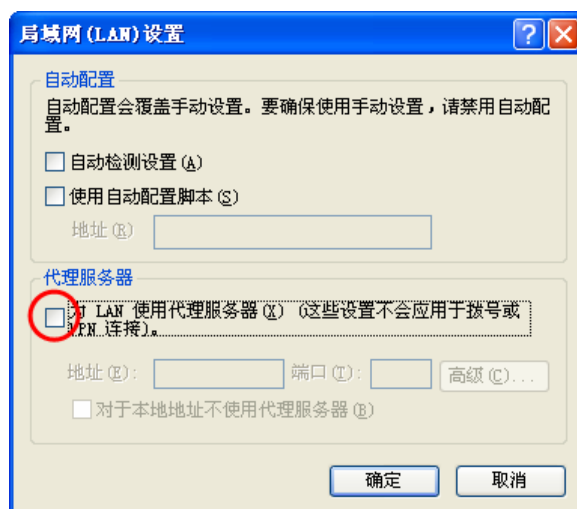 局域网(LAN)设置
自动配置
自动配置会覆盖手动设置。要确保使用手动设置，请禁用自动配
置。
自动检测设置(A)
使用自动配置脚本(S)
地址(R)
代理服务器
为 LAN 使用代理服务器(X) (这些设置不会应用于拨号或
VPN 连接)。
地址(E): 端口(T): 高级(C)...
对于本地地址不使用代理服务器(B)
确定 取消